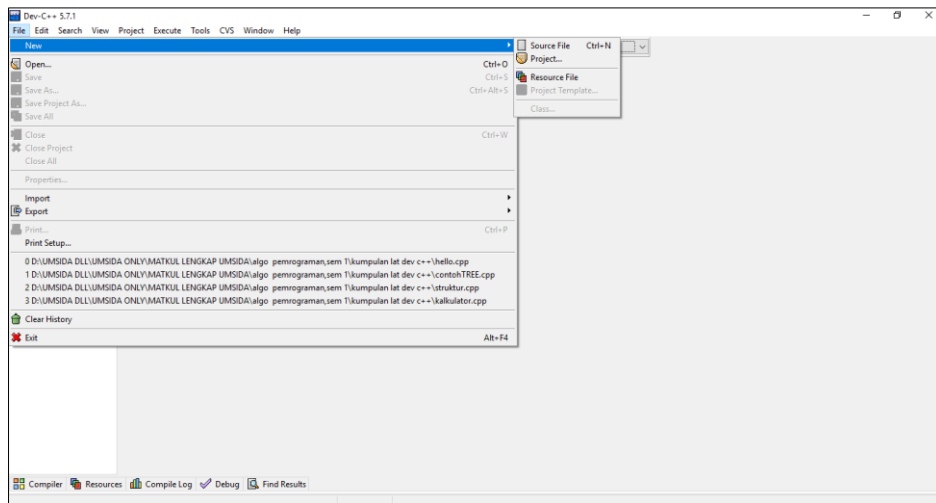 Dev-C++ 5.7.1
File Edit Search View Project Execute Tools CVS Window Help
New
Source File Ctrl+N
Project...
Resource File
Project Template...
Class...
Open... Ctrl+O
Save Ctrl+S
Save As... Ctrl+Alt+S
Save Project As...
Save All
Close Ctrl+W
Close Project
Close All
Properties...
Import
Export
Print... Ctrl+P
Print Setup...
0 D:\UMSIDA DLL\UMSIDA ONLY\MATKUL LENGKAP UMSIDA\algo pemrograman,sem 1\kumpulan lat dev c++\hello.cpp
1 D:\UMSIDA DLL\UMSIDA ONLY\MATKUL LENGKAP UMSIDA\algo pemrograman,sem 1\kumpulan lat dev c++\contohTREE.cpp
2 D:\UMSIDA DLL\UMSIDA ONLY\MATKUL LENGKAP UMSIDA\algo pemrograman,sem 1\kumpulan lat dev c++\struktur.cpp
3 D:\UMSIDA DLL\UMSIDA ONLY\MATKUL LENGKAP UMSIDA\algo pemrograman,sem 1\kumpulan lat dev c++\kalkulator.cpp
Clear History
Exit Alt+F4
Compiler Resources Compile Log Debug Find Results